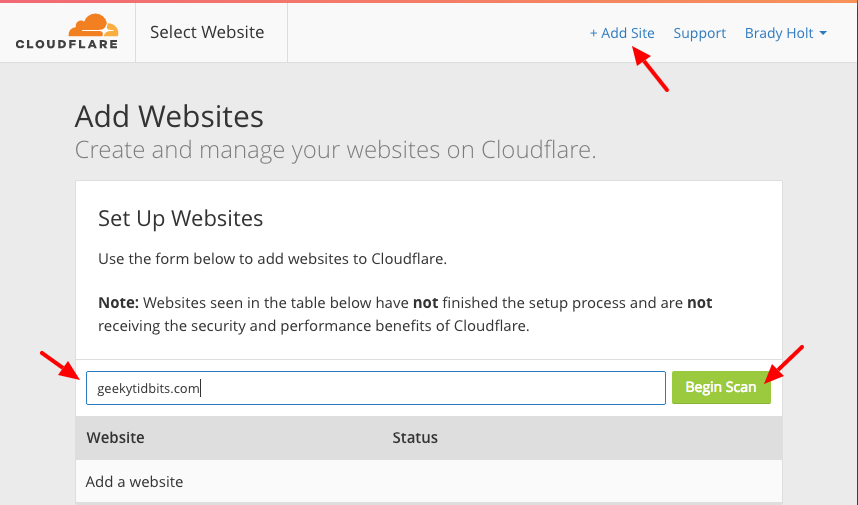 CLOUDFLARE
Select Website
+ Add Site
Support
Brady Holt
Add Websites
Create and manage your websites on Cloudflare.
Set Up Websites
Use the form below to add websites to Cloudflare.
Note: Websites seen in the table below have not finished the setup process and are not
receiving the security and performance benefits of Cloudflare.
geekytidbits.com
Begin Scan
Website
Status
Add a website